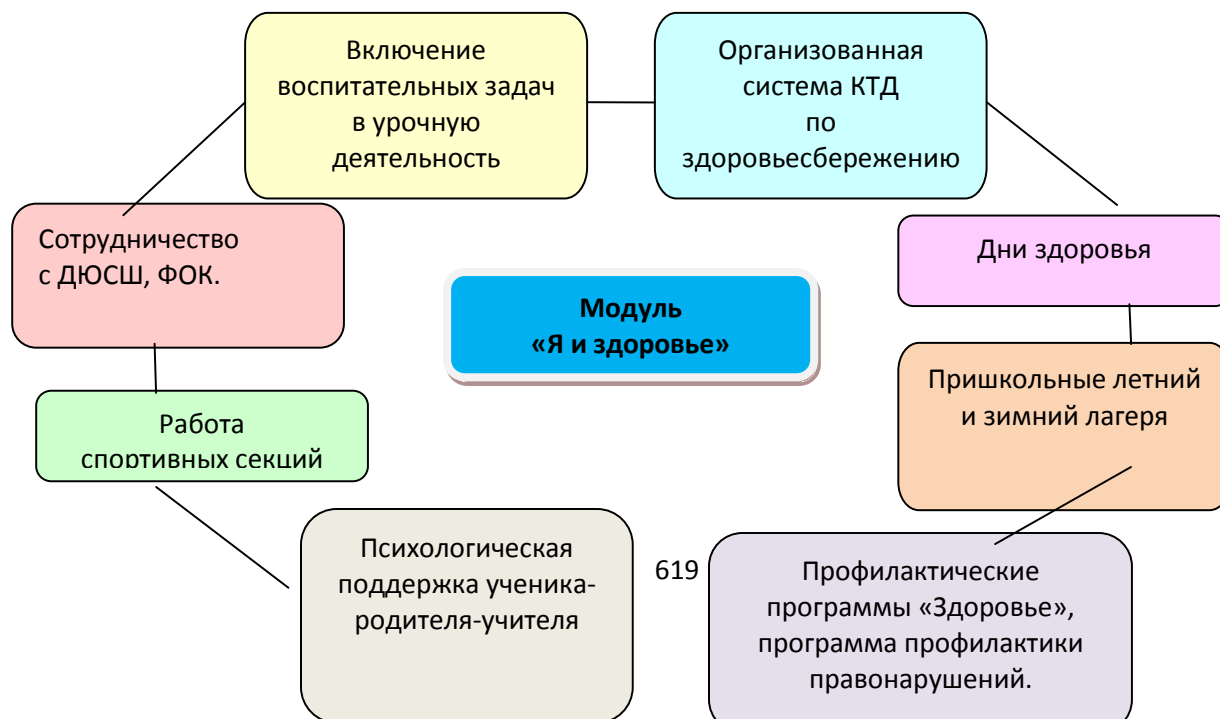 Включение
воспитательных задач
в урочную
деятельность
Организованная
система КТД
по
здоровьесбережению
Сотрудничество
с ДЮСШ, ФОК.
Дни здоровья
Модуль
«Я и здоровье»
Пришкольные летний
и зимний лагеря
Работа
спортивных секций
Психологическая
поддержка ученика-
родителя-учителя
619
Профилактические
программы «Здоровье»,
программа профилактики
правонарушений.